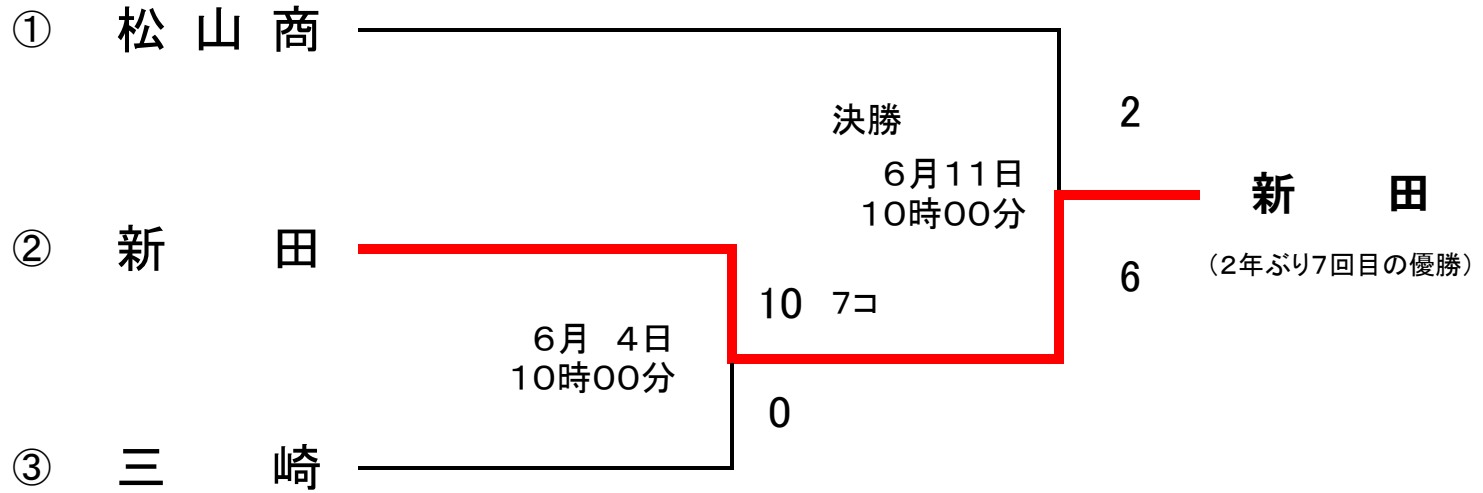 ① 松山商
決勝
2
6月11日
10時00分
新　田
② 新　田
6
(2年ぶり7回目の優勝)
10 7コ
6月 4日
10時00分
0
③ 三　崎